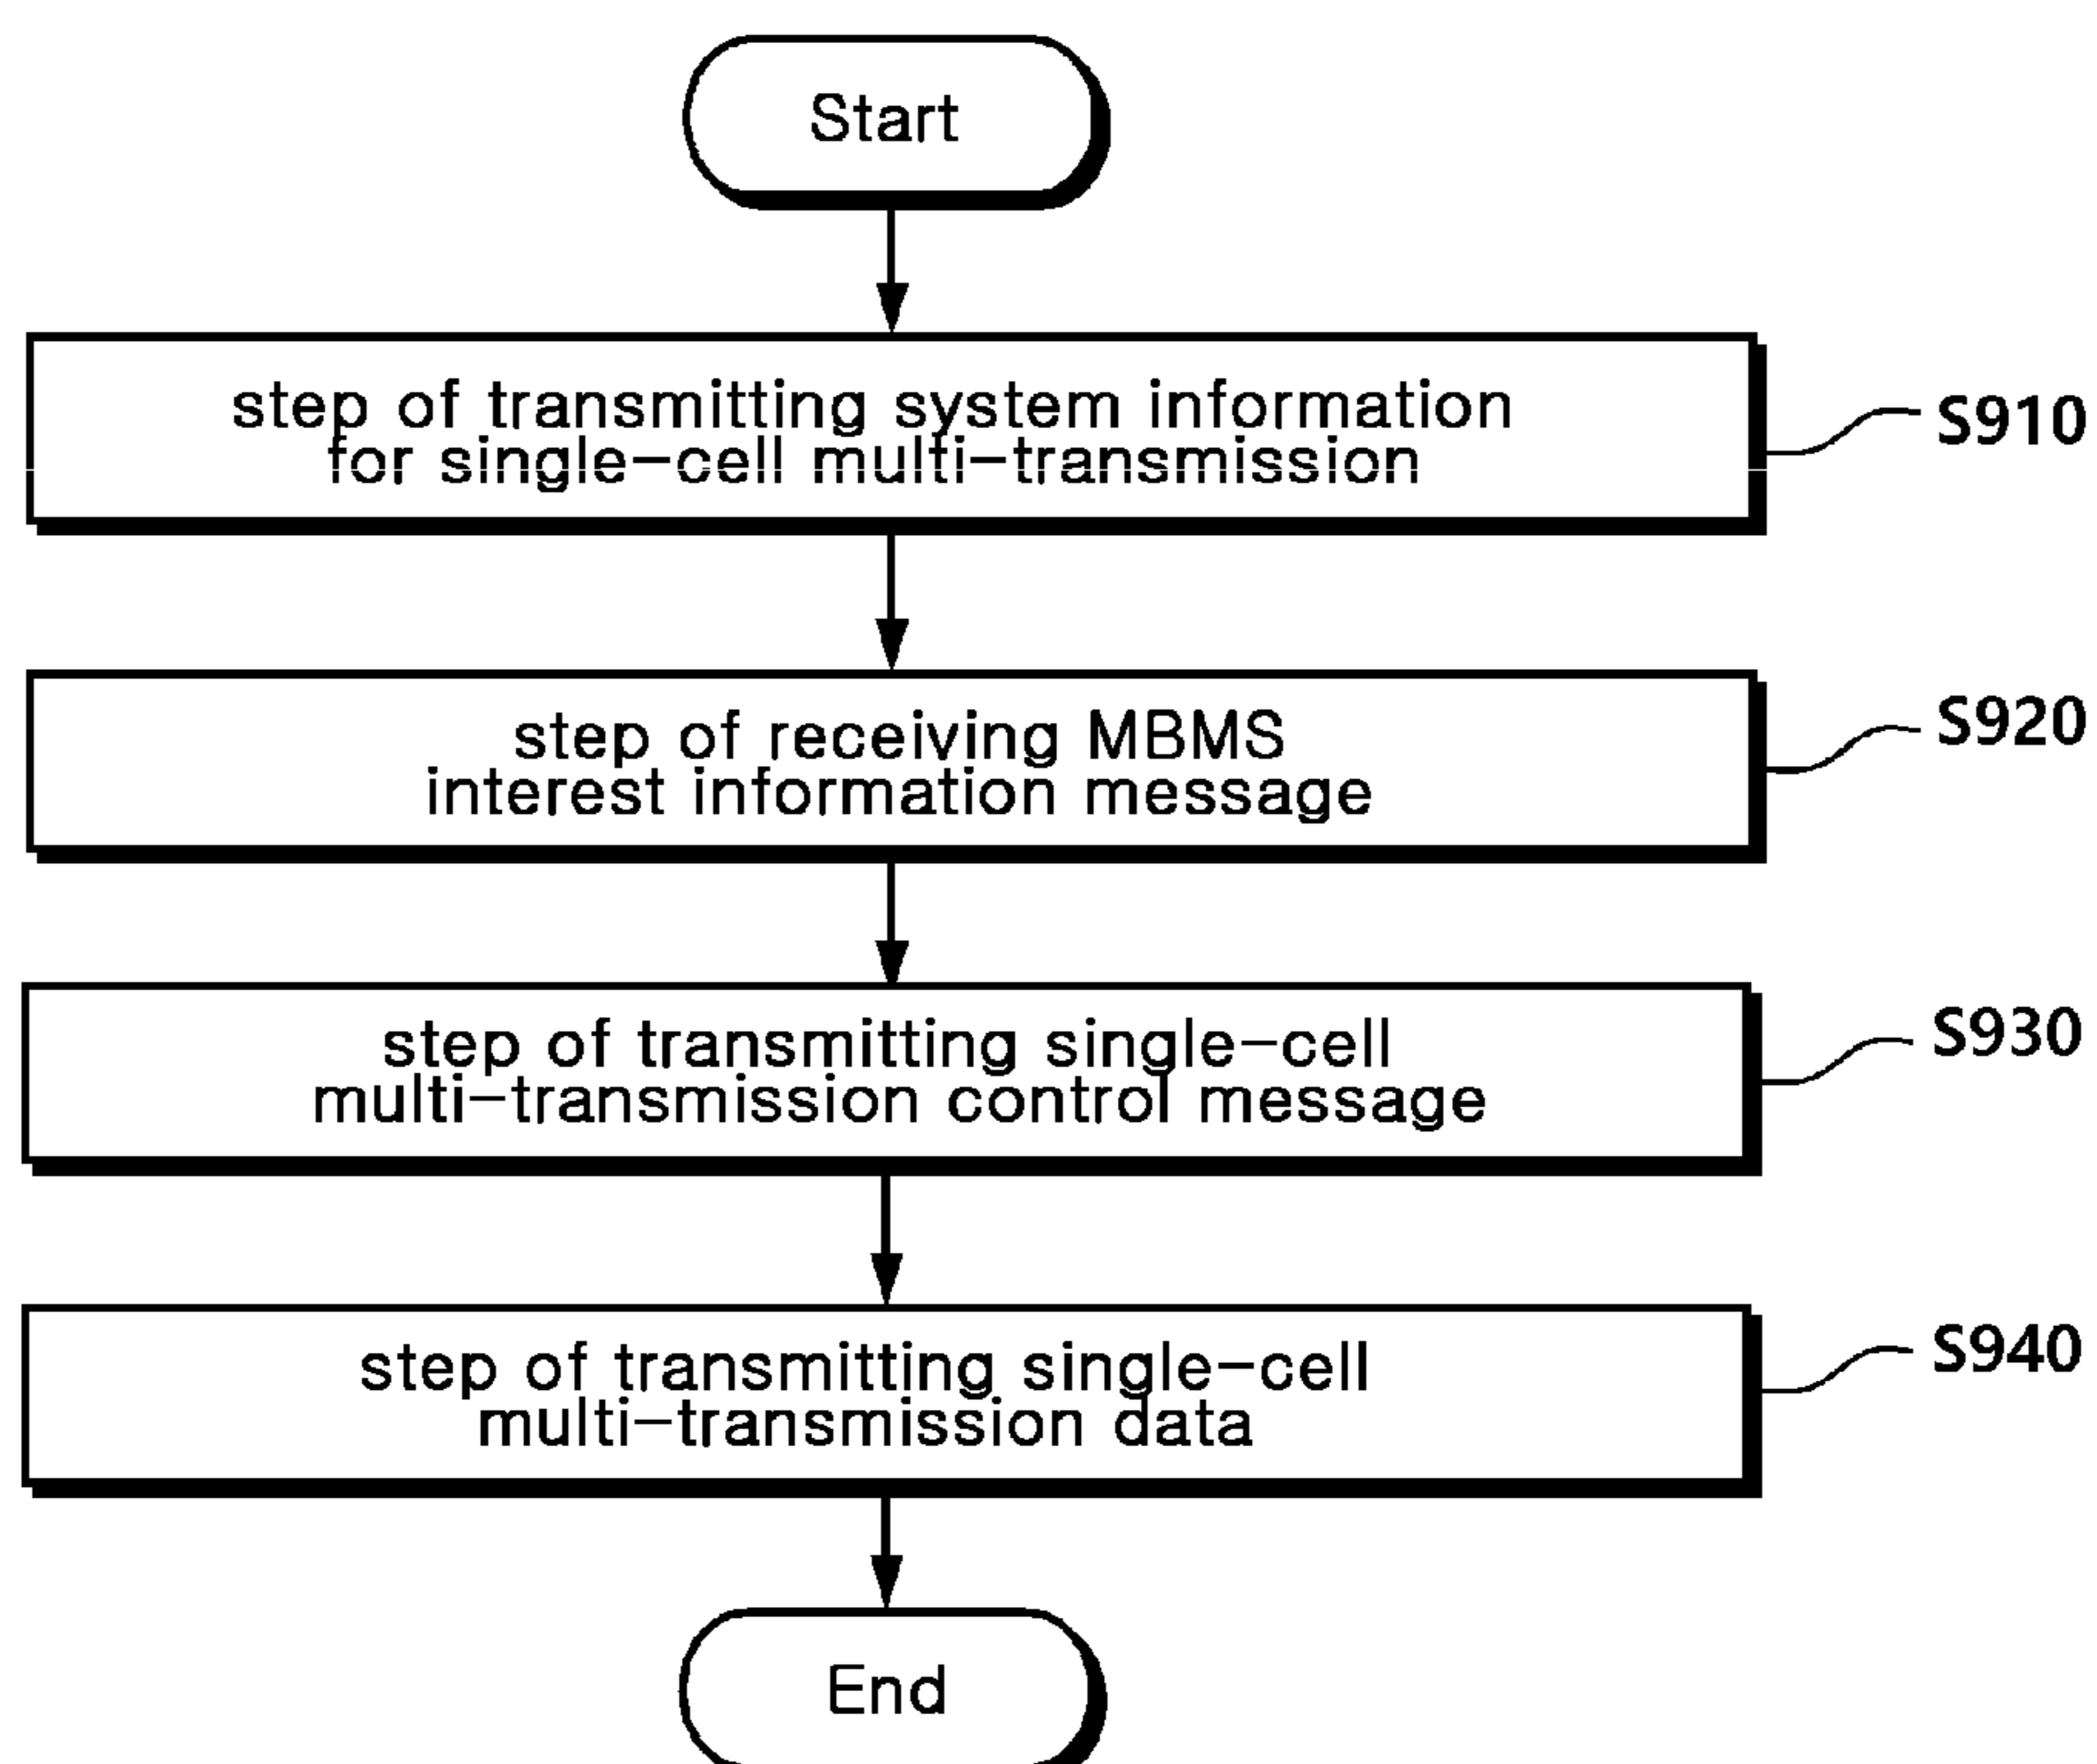 Start
step of transmitting system information
for single-cell multi-transmission
S910
step of receiving MBMS
interest information message
S920
step of transmitting single-cell
multi-transmission control message
S930
step of transmitting single-cell
multi-transmission data
S940
End